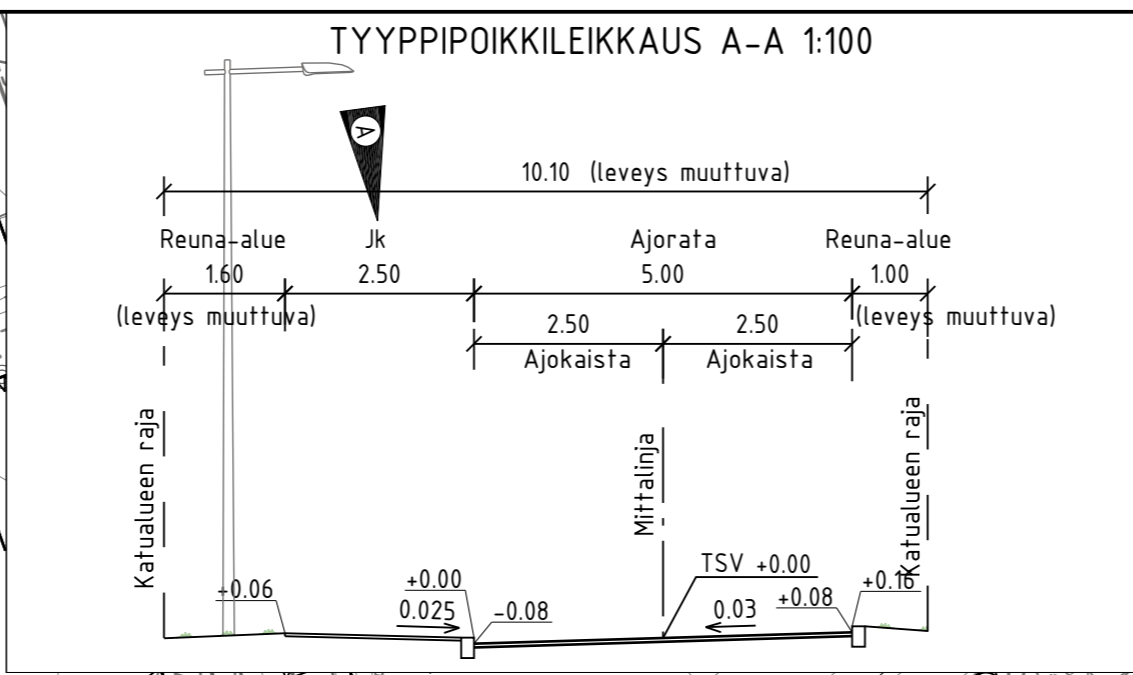 TYYPPIPOIKKILEIKKAUS A-A 1:100
A
10.10 (leveys muuttuva)
Reuna-alue Jk Ajorata Reuna-alue
1.60 2.50 5.00 1.00
(leveys muuttuva) (leveys muuttuva)
2.50 2.50
Ajokaista Ajokaista
Katualueen raja
Mittalinja
Katualueen raja
TSV +0.00
+0.06 +0.00 +0.16
0.025 -0.08 0.03 +0.08